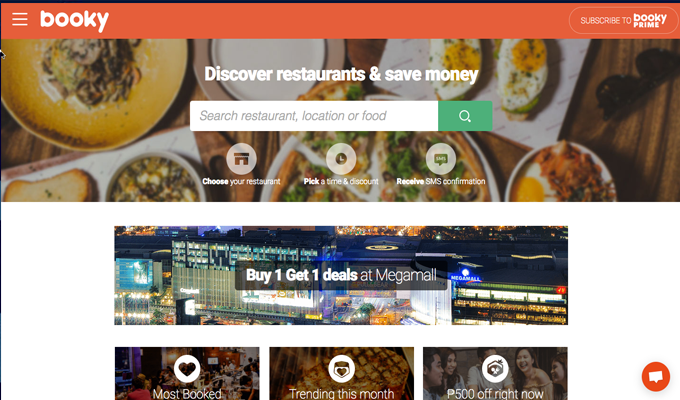 booky
SUBSCRIBE TO booky PRIME
Discover restaurants & save money
Search restaurant, location or food
SMS
Choose your restaurant
Pick a time & discount
Receive SMS confirmation
Buy 1 Get 1 deals at Megamall
MEGAMALL
Most Booked
Trending this month
₱500 off right now